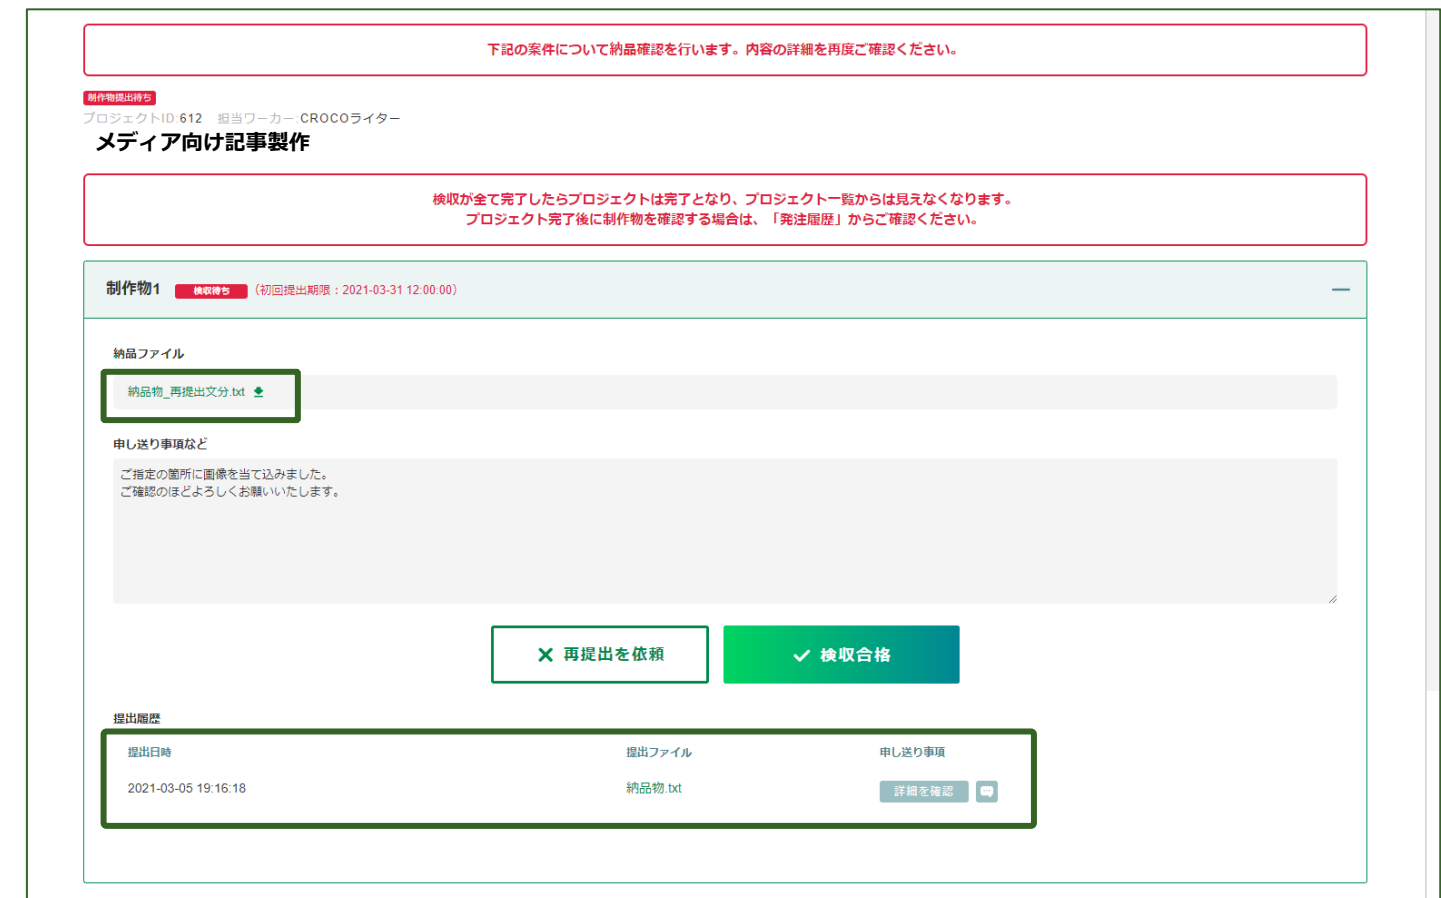 下記の案件について納品確認を行います。内容の詳細を再度ご確認ください。
制作物提出待ち
プロジェクトID:612 担当ワーカー:CROCOライター
メディア向け記事製作
検収が全て完了したらプロジェクトは完了となり、プロジェクト一覧からは見えなくなります。
プロジェクト完了後に制作物を確認する場合は、「発注履歴」からご確認ください。
制作物1 検収待ち (初回提出期限：2021-03-31 12:00:00)
納品ファイル
納品物_再提出文分.txt
申し送り事項など
ご指定の箇所に画像を当て込みました。
ご確認のほどよろしくお願いいたします。
再提出を依頼 検収合格
提出履歴
提出日時 提出ファイル 申し送り事項
2021-03-05 19:16:18 納品物.txt 詳細を確認